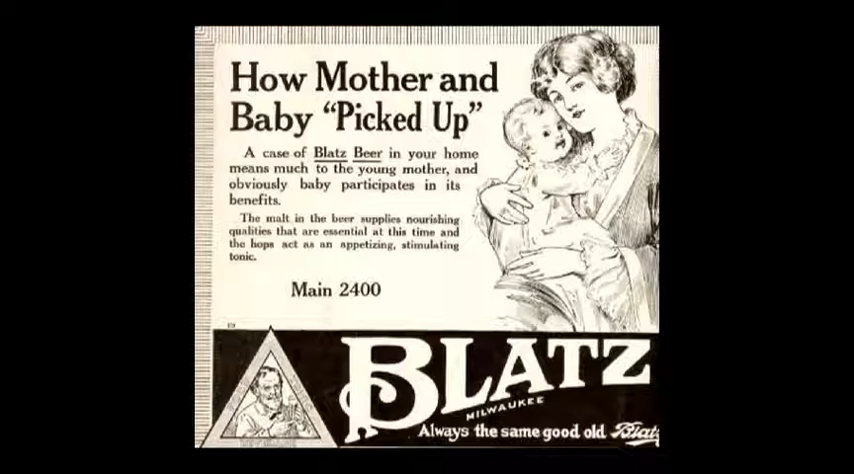 How Mother and
Baby “Picked Up”
A case of Blatz Beer in your home
means much to the young mother, and
obviously baby participates in its
benefits.
The malt in the beer supplies nourishing
qualities that are essential at this time and
the hops act as an appetizing, stimulating
tonic.
Main 2400
BLATZ
MILWAUKEE
Always the same good old Blatz